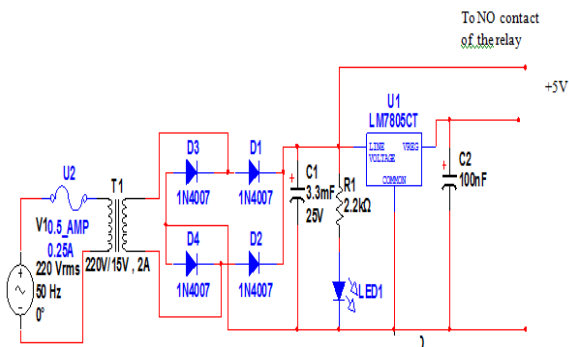 To NO contact
of the relay
+5V
U1
LM7805CT
LINE VREG
VOLTAGE
COMMON
U2
0.5_AMP
0.25A
T1
220V/15V , 2A
V1
220 Vrms
50 Hz
0°
D3
1N4007
D1
1N4007
D4
1N4007
D2
1N4007
C1
3.3mF
25V
R1
2.2kΩ
LED1
C2
100nF